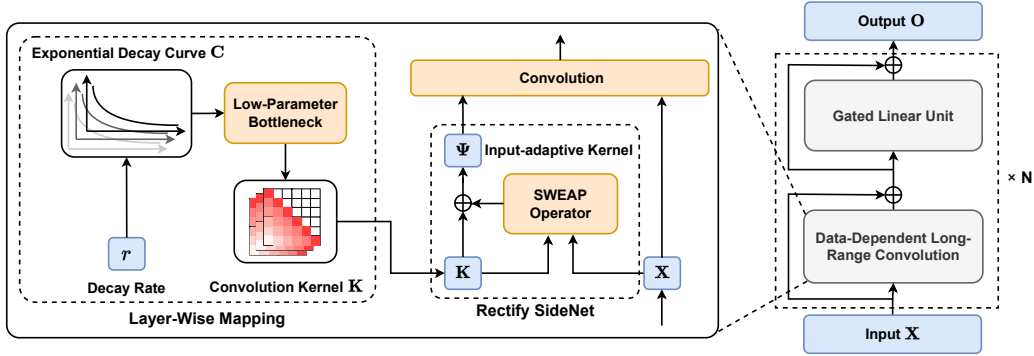 Exponential Decay Curve C
Low-Parameter
Bottleneck
r
Decay Rate
Convolution Kernel K
Layer-Wise Mapping
Convolution
Ψ
Input-adaptive Kernel
SWEAP
Operator
K
X
Rectify SideNet
Output O
Gated Linear Unit
× N
Data-Dependent Long-
Range Convolution
Input X